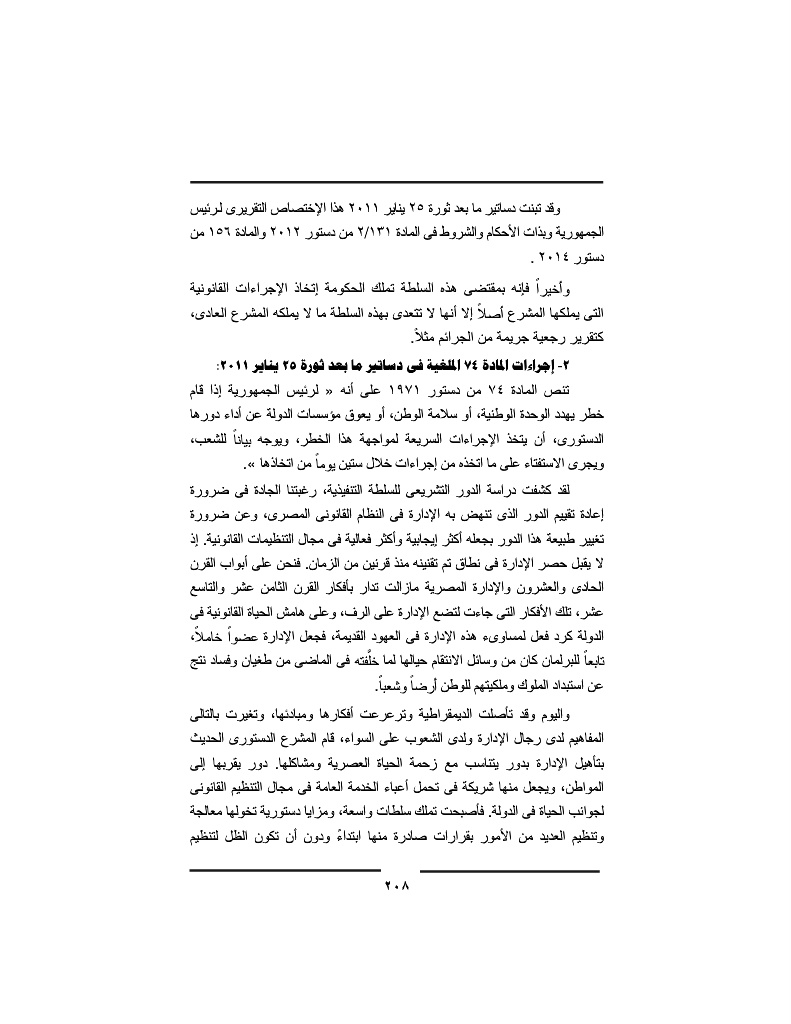 وقد تبنت دساتير ما بعد ثورة ٢٥ يناير ٢٠١١ هذا الإختصاص التقريرى لرئيس
الجمهورية وبذات الأحكام والشروط فى المادة ٢/١٣١ من دستور ٢٠١٢ والمادة ١٥٦ من
دستور ٢٠١٤ .
وأخيراً فإنه بمقتضى هذه السلطة تملك الحكومة إتخاذ الإجراءات القانونية
التى يملكها المشرع أصلاً إلا أنها لا تتعدى بهذه السلطة ما لا يملكه المشرع العادى،
كتقرير رجعية جريمة من الجرائم مثلاً.
٢- إجراءات المادة ٧٤ الملغية فى دساتير ما بعد ثورة ٢٥ يناير ٢٠١١:
تنص المادة ٧٤ من دستور ١٩٧١ على أنه « لرئيس الجمهورية إذا قام
خطر يهدد الوحدة الوطنية، أو سلامة الوطن، أو يعوق مؤسسات الدولة عن أداء دورها
الدستورى، أن يتخذ الإجراءات السريعة لمواجهة هذا الخطر، ويوجه بياناً للشعب،
ويجرى الاستفتاء على ما اتخذه من إجراءات خلال ستين يوماً من اتخاذها ».
لقد كشفت دراسة الدور التشريعى للسلطة التنفيذية، رغبتنا الجادة فى ضرورة
إعادة تقييم الدور الذى تنهض به الإدارة فى النظام القانونى المصرى، وعن ضرورة
تغيير طبيعة هذا الدور بجعله أكثر إيجابية وأكثر فعالية فى مجال التنظيمات القانونية. إذ
لا يقبل حصر الإدارة فى نطاق تم تقنينه منذ قرنين من الزمان. فنحن على أبواب القرن
الحادى والعشرون والإدارة المصرية مازالت تدار بأفكار القرن الثامن عشر والتاسع
عشر، تلك الأفكار التى جاءت لتضع الإدارة على الرف، وعلى هامش الحياة القانونية فى
الدولة كرد فعل لمساوىء هذه الإدارة فى العهود القديمة، فجعل الإدارة عضواً خاملاً،
تابعاً للبرلمان كان من وسائل الانتقام حيالها لما خلَّفته فى الماضى من طغيان وفساد نتج
عن استبداد الملوك وملكيتهم للوطن أرضاً وشعباً.
واليوم وقد تأصلت الديمقراطية وترعرعت أفكارها ومبادئها، وتغيرت بالتالى
المفاهيم لدى رجال الإدارة ولدى الشعوب على السواء، قام المشرع الدستورى الحديث
بتأهيل الإدارة بدور يتناسب مع زحمة الحياة العصرية ومشاكلها. دور يقربها إلى
المواطن، ويجعل منها شريكة فى تحمل أعباء الخدمة العامة فى مجال التنظيم القانونى
لجوانب الحياة فى الدولة. فأصبحت تملك سلطات واسعة، ومزايا دستورية تخولها معالجة
وتنظيم العديد من الأمور بقرارات صادرة منها ابتداءً ودون أن تكون الظل لتنظيم
٢٠٨